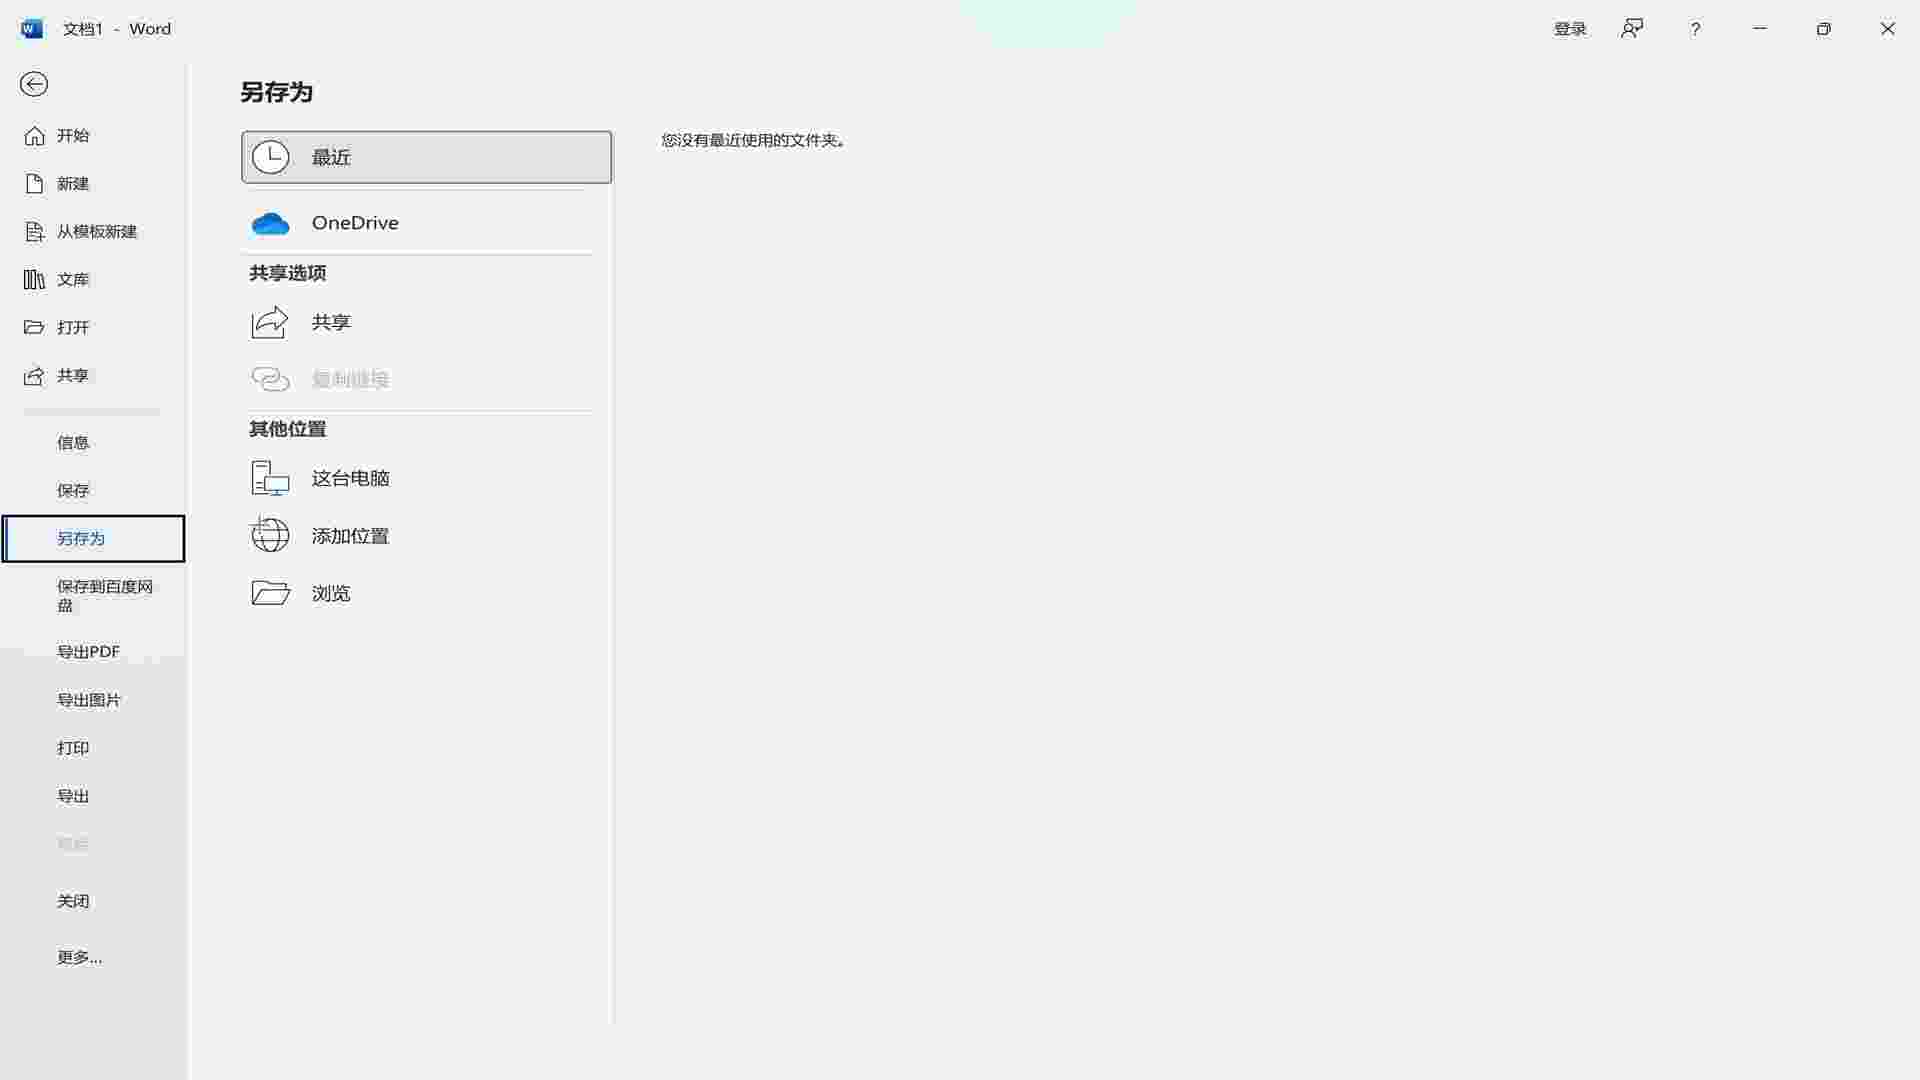 文档1 - Word
登录
?
开始
新建
从模板新建
文库
打开
共享
信息
保存
另存为
保存到百度网
盘
导出PDF
导出图片
打印
导出
关闭
更多...
另存为
最近
OneDrive
共享选项
共享
复制链接
其他位置
这台电脑
添加位置
浏览
您没有最近使用的文件夹。